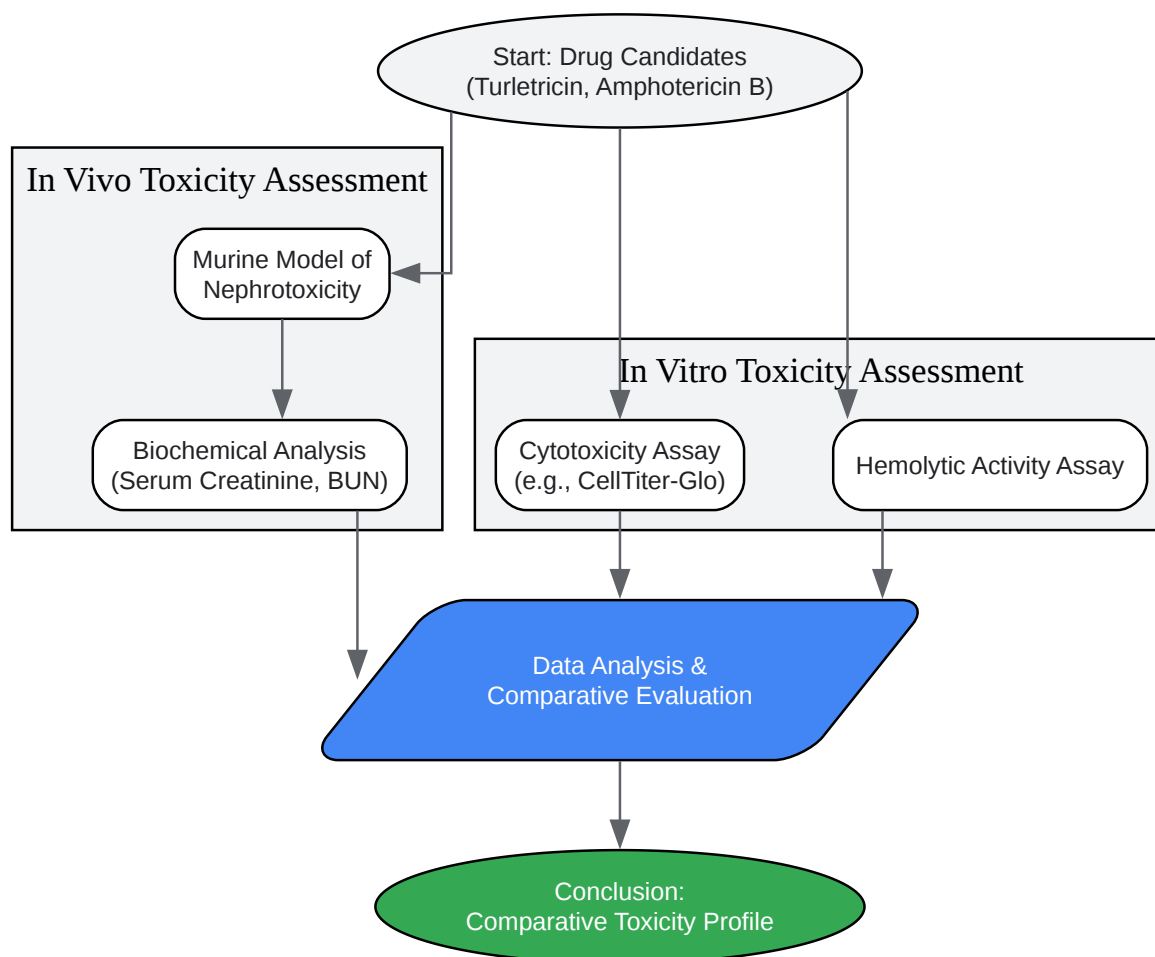 Start: Drug Candidates
(Turletricin, Amphotericin B)
In Vivo Toxicity Assessment
Murine Model of
Nephrotoxicity
Biochemical Analysis
(Serum Creatinine, BUN)
In Vitro Toxicity Assessment
Cytotoxicity Assay
(e.g., CellTiter-Glo)
Hemolytic Activity Assay
Data Analysis &
Comparative Evaluation
Conclusion:
Comparative Toxicity Profile